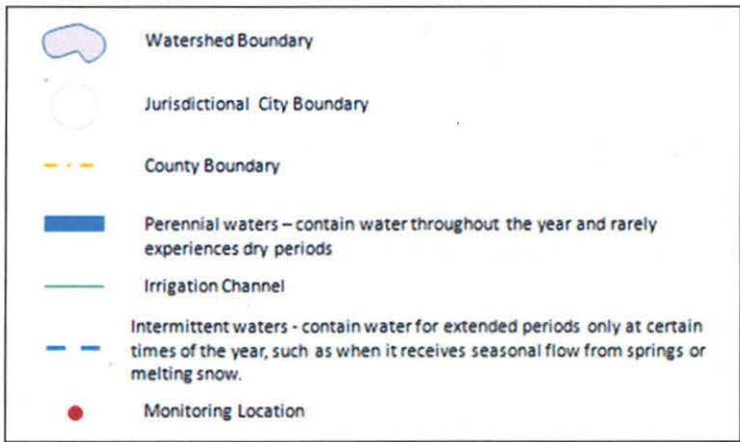 Watershed Boundary
Jurisdictional City Boundary
County Boundary
Perennial waters – contain water throughout the year and rarely
experiences dry periods
Irrigation Channel
Intermittent waters - contain water for extended periods only at certain
times of the year, such as when it receives seasonal flow from springs or
melting snow.
Monitoring Location